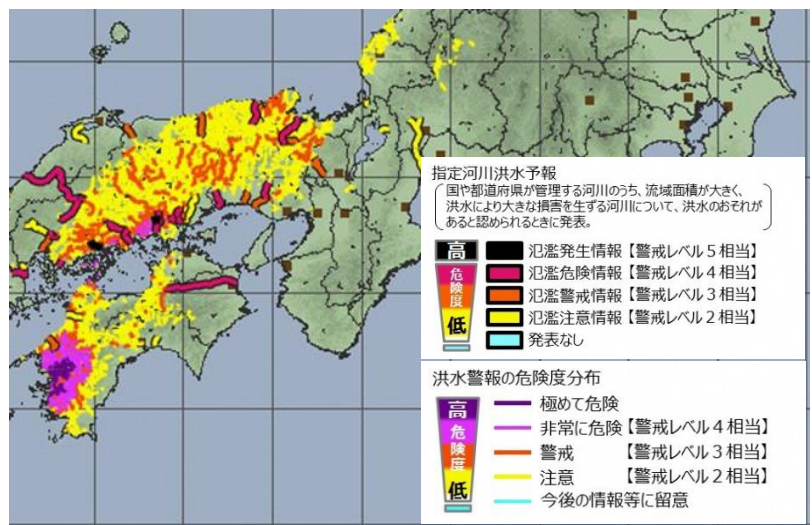 指定河川洪水予報
国や都道府県が管理する河川のうち、流域面積が大きく、
洪水により大きな損害を生ずる河川について、洪水のおそれが
あると認められるときに発表。
高
危険度
低
氾濫発生情報【警戒レベル5相当】
氾濫危険情報【警戒レベル4相当】
氾濫警戒情報【警戒レベル3相当】
氾濫注意情報【警戒レベル2相当】
発表なし
洪水警報の危険度分布
高
危険度
低
極めて危険
非常に危険【警戒レベル4相当】
警戒 【警戒レベル3相当】
注意 【警戒レベル2相当】
今後の情報等に留意